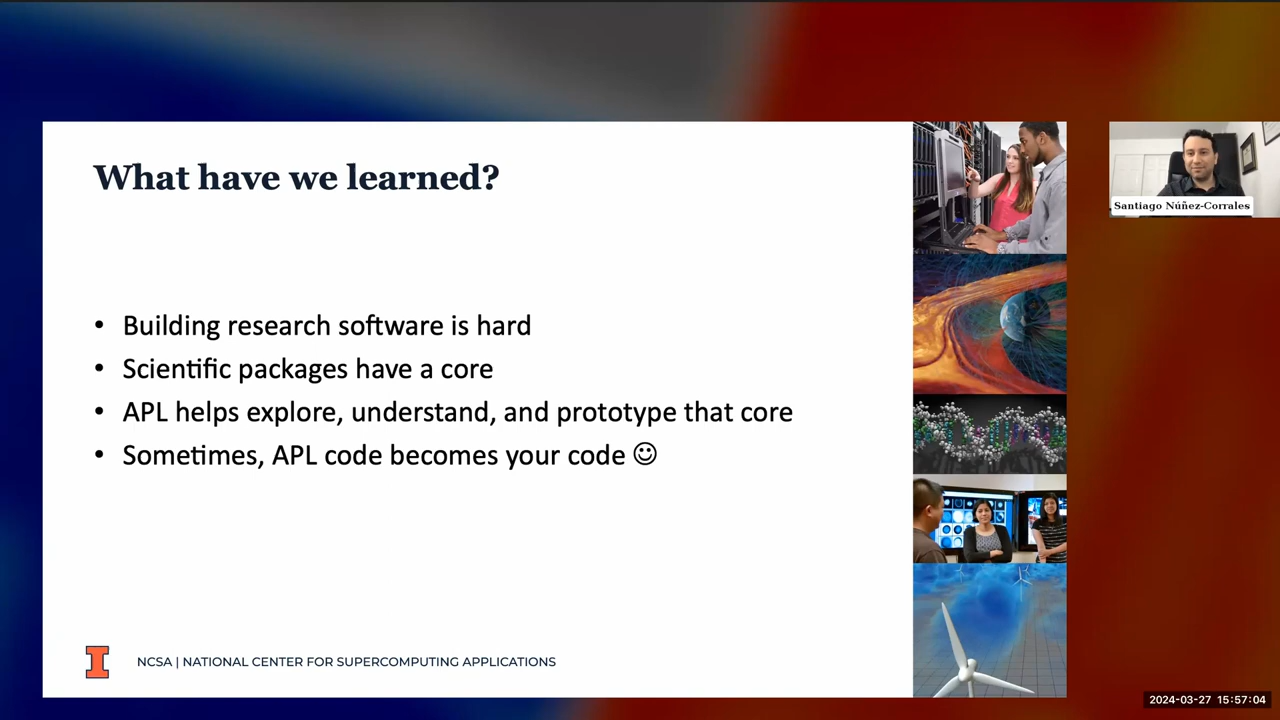 What have we learned?
• Building research software is hard
• Scientific packages have a core
• APL helps explore, understand, and prototype that core
• Sometimes, APL code becomes your code ☺
NCSA | NATIONAL CENTER FOR SUPERCOMPUTING APPLICATIONS
Santiago Núñez-Corrales
2024-03-27 15:57:04